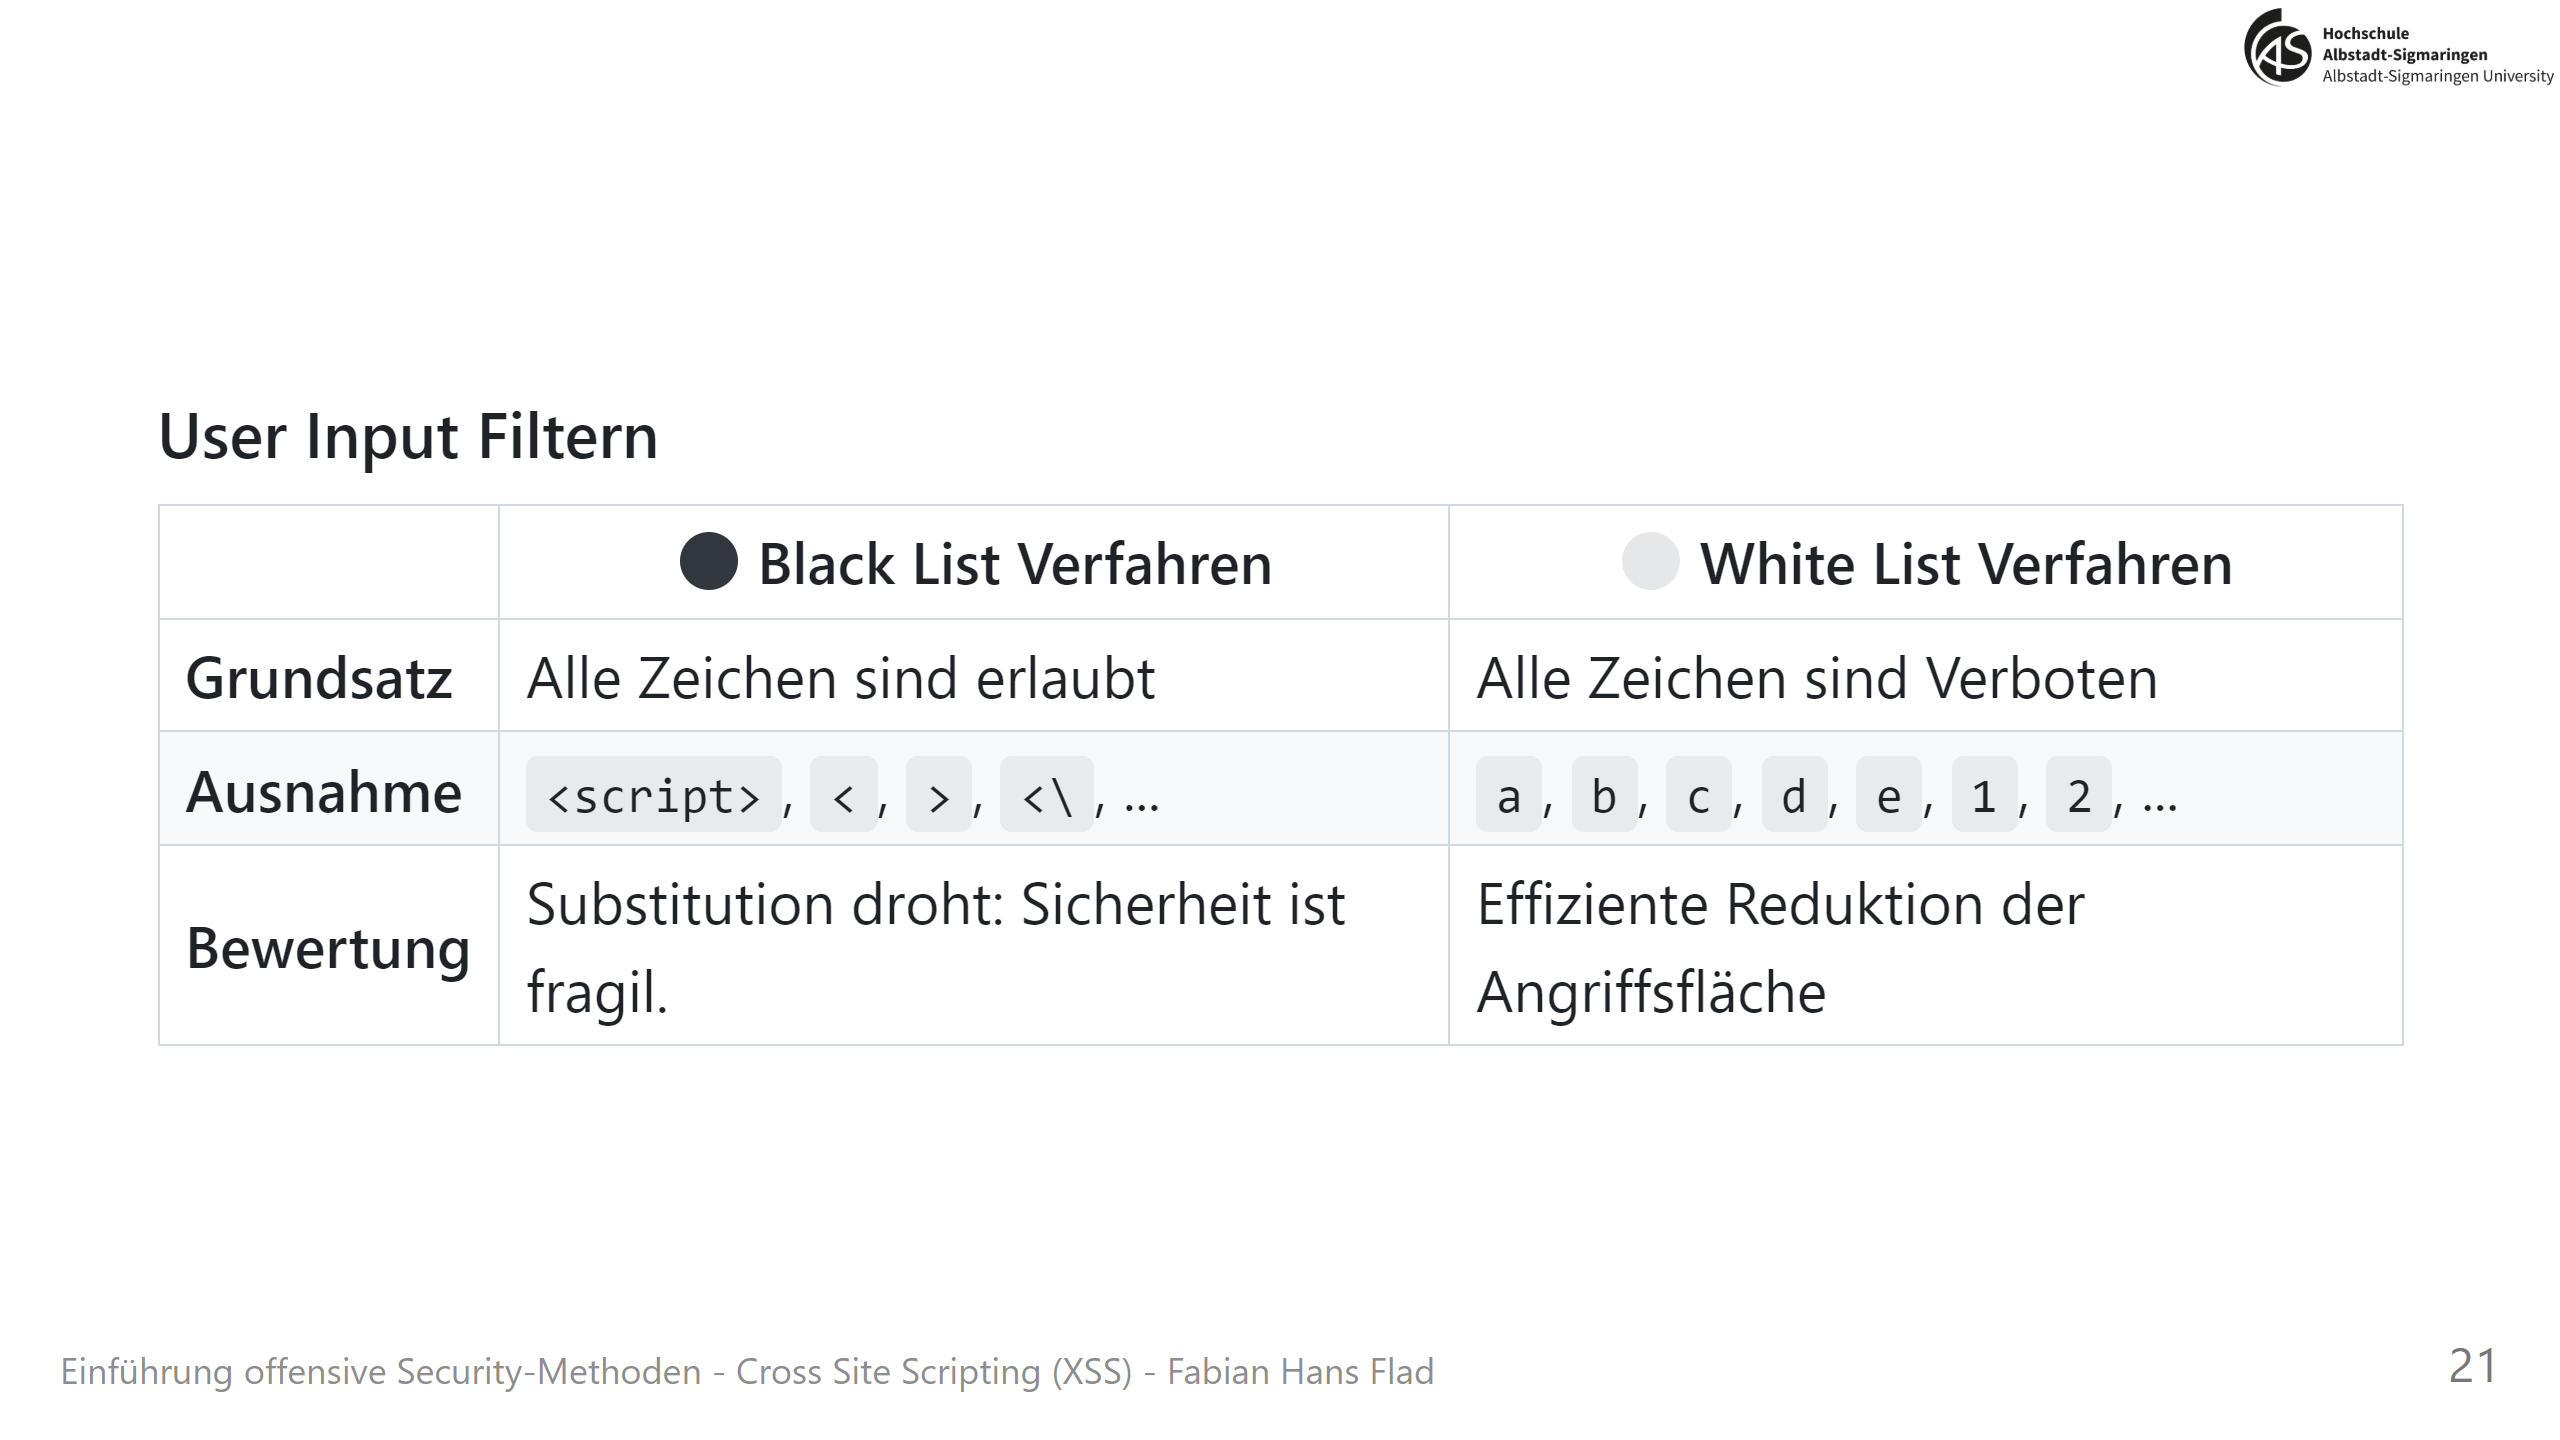 Hochschule
Albstadt-Sigmaringen
Albstadt-Sigmaringen University
User Input Filtern
Black List Verfahren
White List Verfahren
Grundsatz
Alle Zeichen sind erlaubt
Alle Zeichen sind Verboten
Ausnahme
<script>, <, >, <\, ...
a, b, c, d, e, 1, 2, ...
Bewertung
Substitution droht: Sicherheit ist
fragil.
Effiziente Reduktion der
Angriffsfläche
Einführung offensive Security-Methoden - Cross Site Scripting (XSS) - Fabian Hans Flad
21